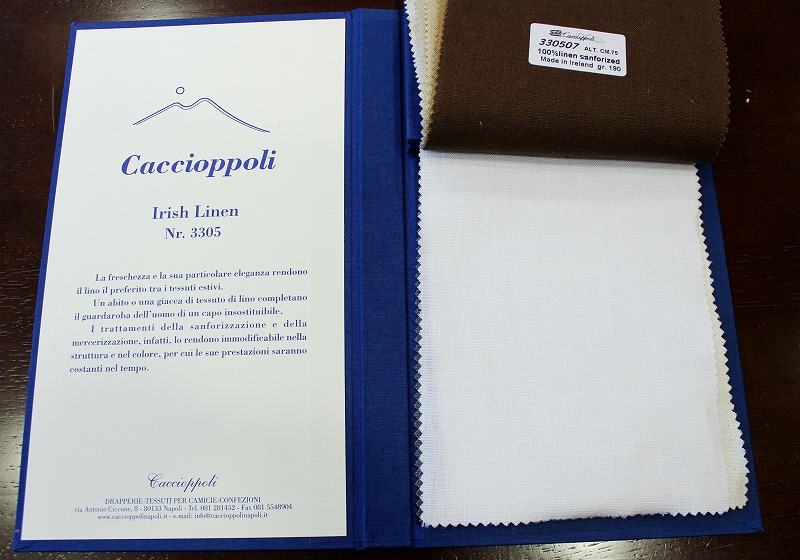 Caccioppoli
Irish Linen
Nr. 3305
La freschezza e la sua particolare eleganza rendono
il lino il preferito tra i tessuti estivi.
Un abito o una giacca di tessuto di lino completano
il guardaroba dell'uomo di un capo insostituibile.
I trattamenti della sanforizzazione e della
mercerizzazione, infatti, lo rendono immodificabile nella
struttura e nel colore, per cui le sue prestazioni saranno
costanti nel tempo.
Caccioppoli
DRAPPERIE-TESSUTI PER CAMICIE-CONFEZIONI
via Antonio Ciccone, 8 - 80133 Napoli - Tel. 081 281452 - Fax 081 5548904
www.caccioppolinapoli.it - e.mail: info@caccioppolinapoli.it
Caccioppoli
330507 ALT. CM.75
100%linen sanforized
Made in Ireland gr. 190